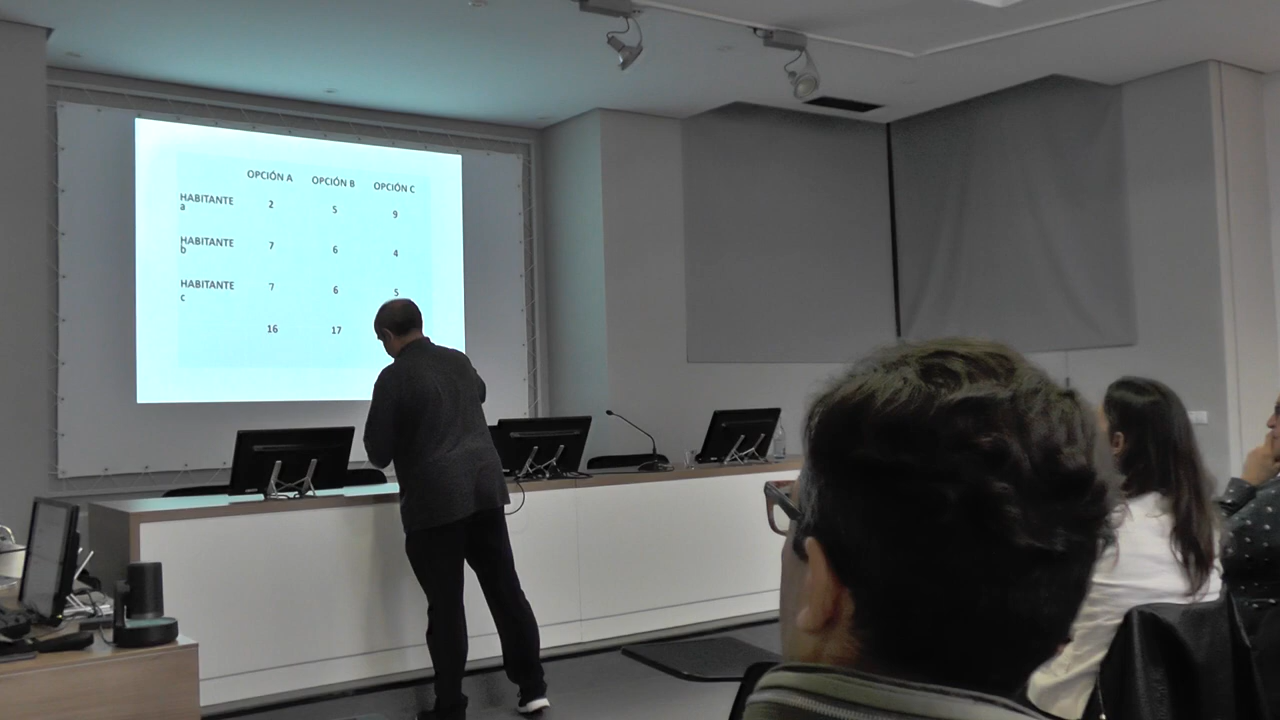 OPCIÓN A OPCIÓN B OPCIÓN C
HABITANTE
a 2 5 9
HABITANTE
b 7 6 4
HABITANTE
c 7 6 5
16 17